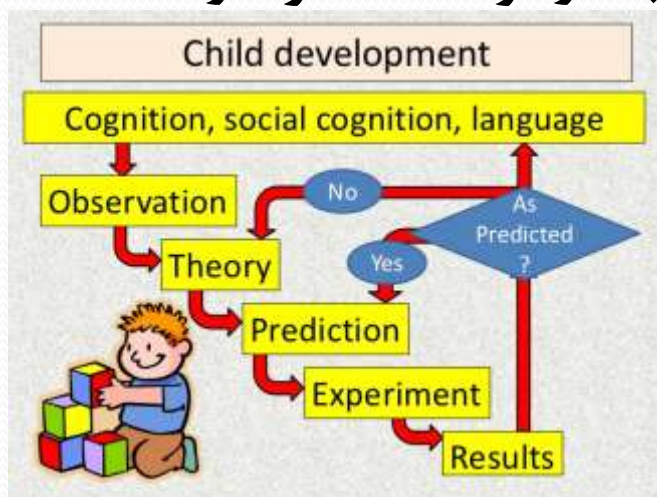 Child development
Cognition, social cognition, language
Observation
No
As
Predicted
?
Theory
Yes
Prediction
Experiment
Results